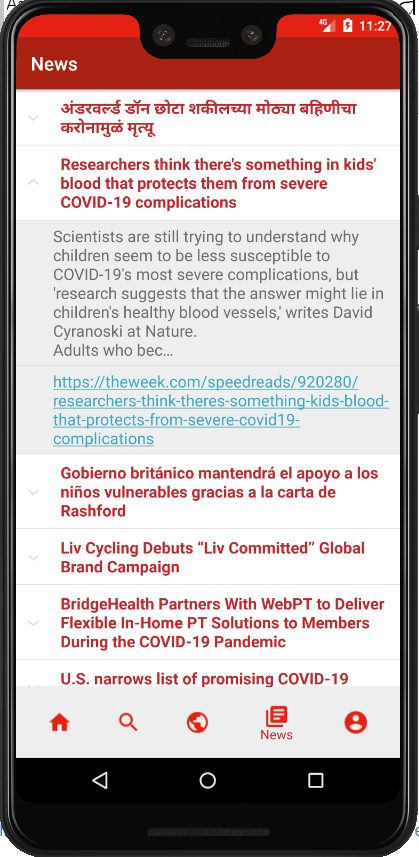 4G 11:27
News
अंडरवर्ल्ड डॉन छोटा शकीलच्या मोठ्या बहिणीचा
करोनामुळं मृत्यू
Researchers think there's something in kids'
blood that protects them from severe
COVID-19 complications
Scientists are still trying to understand why
children seem to be less susceptible to
COVID-19's most severe complications, but
'research suggests that the answer might lie in
children's healthy blood vessels,' writes David
Cyranoski at Nature.
Adults who bec...
https://theweek.com/speedreads/920280/
researchers-think-theres-something-kids-blood-
that-protects-from-severe-covid19-
complications
Gobierno británico mantendrá el apoyo a los
niños vulnerables gracias a la carta de
Rashford
Liv Cycling Debuts “Liv Committed” Global
Brand Campaign
BridgeHealth Partners With WebPT to Deliver
Flexible In-Home PT Solutions to Members
During the COVID-19 Pandemic
U.S. narrows list of promising COVID-19
News